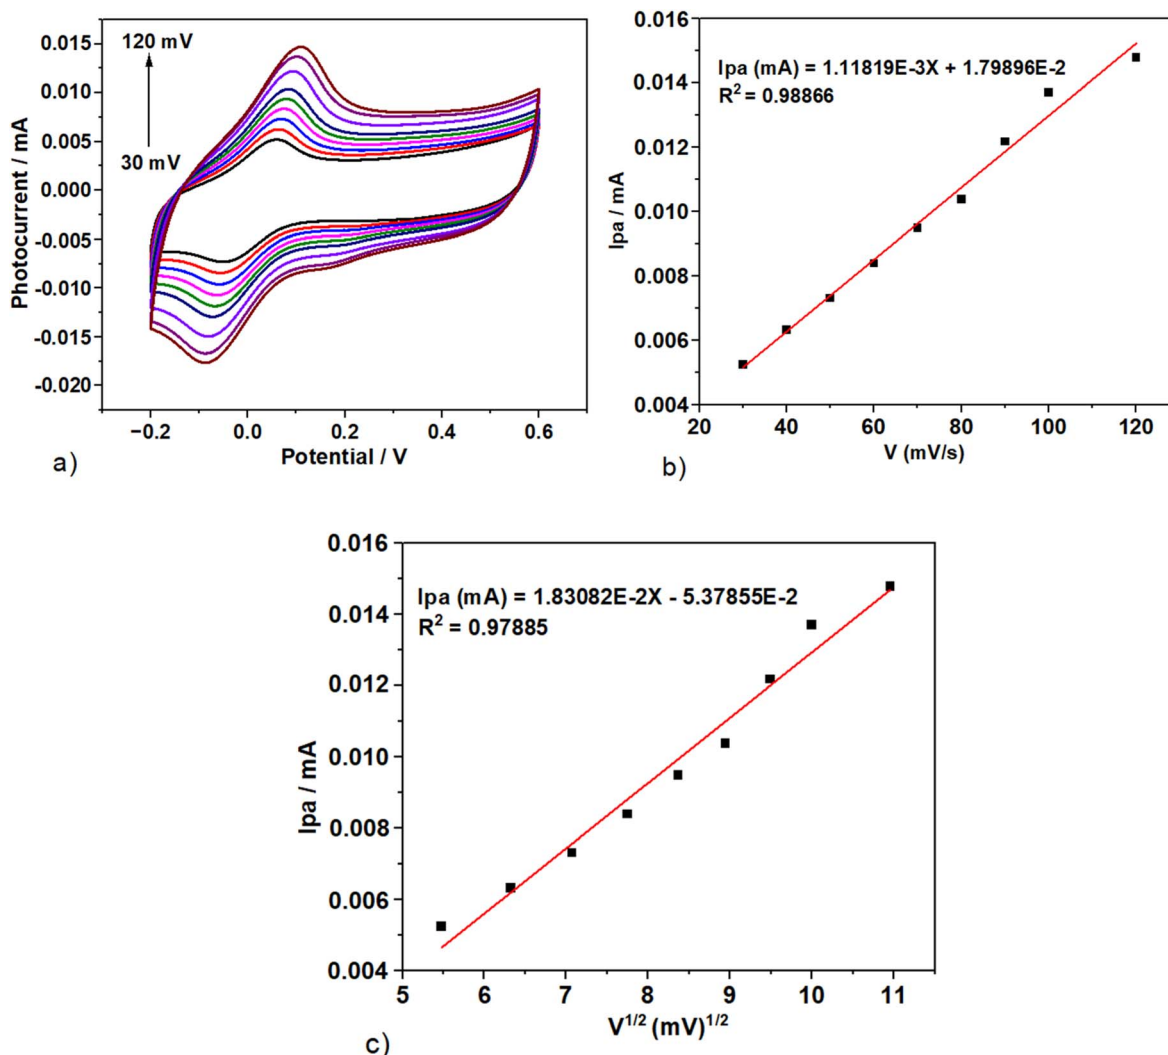 0.015
0.010
0.005
0.000
-0.005
-0.010
-0.015
-0.020
Photocurrent / mA
120 mV
30 mV
−0.2
0.0
0.2
0.4
0.6
Potential / V
a)
0.016
0.014
0.012
0.010
0.008
0.006
0.004
Ipa / mA
Ipa (mA) = 1.11819E-3X + 1.79896E-2
R² = 0.98866
20
40
60
80
100
120
V (mV/s)
b)
0.016
0.014
0.012
0.010
0.008
0.006
0.004
Ipa / mA
Ipa (mA) = 1.83082E-2X - 5.37855E-2
R² = 0.97885
5
6
7
8
9
10
11
V^1/2 (mV)^1/2
c)